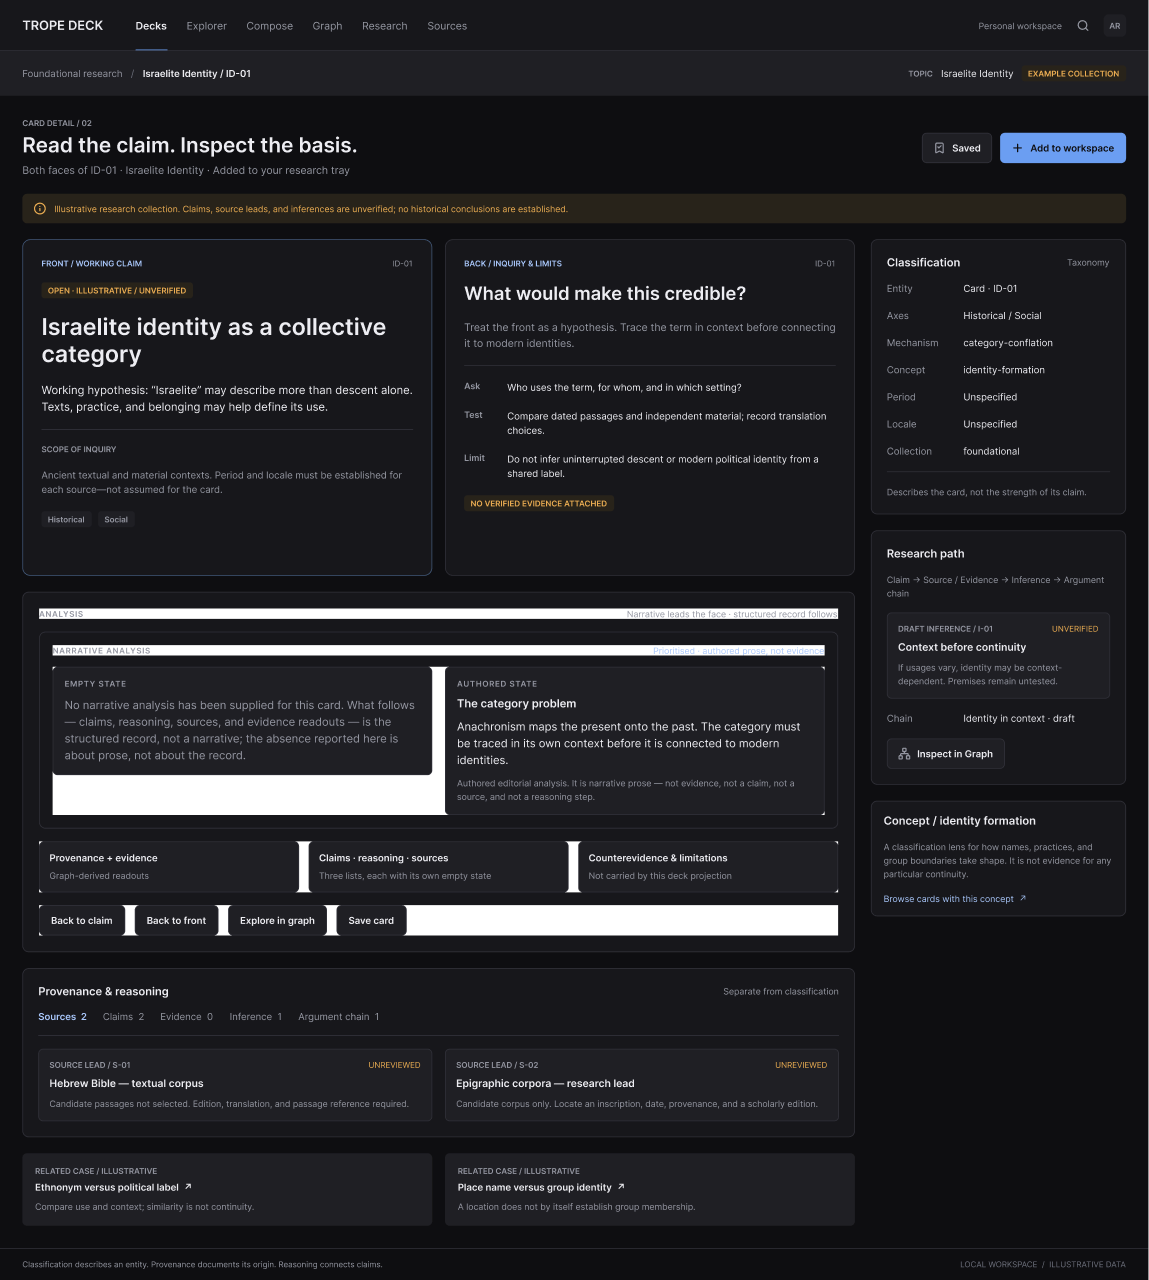 TROPE DECK
Decks
Explorer
Compose
Graph
Research
Sources
Personal workspace
AR
Foundational research / Israelite Identity / ID-01
TOPIC Israelite Identity
EXAMPLE COLLECTION
CARD DETAIL / 02
Read the claim. Inspect the basis.
Both faces of ID-01 · Israelite Identity · Added to your research tray
Saved
Add to workspace
Illustrative research collection. Claims, source leads, and inferences are unverified; no historical conclusions are established.
FRONT / WORKING CLAIM
ID-01
OPEN · ILLUSTRATIVE / UNVERIFIED
Israelite identity as a collective
category
Working hypothesis: “Israelite” may describe more than descent alone.
Texts, practice, and belonging may help define its use.
SCOPE OF INQUIRY
Ancient textual and material contexts. Period and locale must be established for
each source—not assumed for the card.
Historical
Social
BACK / INQUIRY & LIMITS
ID-01
What would make this credible?
Treat the front as a hypothesis. Trace the term in context before connecting
it to modern identities.
Ask Who uses the term, for whom, and in which setting?
Test Compare dated passages and independent material; record translation
choices.
Limit Do not infer uninterrupted descent or modern political identity from a
shared label.
NO VERIFIED EVIDENCE ATTACHED
Classification
Taxonomy
Entity Card · ID-01
Axes Historical / Social
Mechanism category-conflation
Concept identity-formation
Period Unspecified
Locale Unspecified
Collection foundational
Describes the card, not the strength of its claim.
Research path
Claim → Source / Evidence → Inference → Argument
chain
DRAFT INFERENCE / I-01
UNVERIFIED
Context before continuity
If usages vary, identity may be context-
dependent. Premises remain untested.
Chain Identity in context · draft
Inspect in Graph
Concept / identity formation
A classification lens for how names, practices, and
group boundaries take shape. It is not evidence for any
particular continuity.
Browse cards with this concept ↗
ANALYSIS
Narrative leads the face · structured record follows
NARRATIVE ANALYSIS
Prioritised · authored prose, not evidence
EMPTY STATE
No narrative analysis has been supplied for this card. What follows
— claims, reasoning, sources, and evidence readouts — is the
structured record, not a narrative; the absence reported here is
about prose, not about the record.
AUTHORED STATE
The category problem
Anachronism maps the present onto the past. The category must
be traced in its own context before it is connected to modern
identities.
Authored editorial analysis. It is narrative prose — not evidence, not a claim, not a
source, and not a reasoning step.
Provenance + evidence
Graph-derived readouts
Claims · reasoning · sources
Three lists, each with its own empty state
Counterevidence & limitations
Not carried by this deck projection
Back to claim
Back to front
Explore in graph
Save card
Provenance & reasoning
Separate from classification
Sources 2
Claims 2
Evidence 0
Inference 1
Argument chain 1
SOURCE LEAD / S-01
UNREVIEWED
Hebrew Bible — textual corpus
Candidate passages not selected. Edition, translation, and passage reference required.
SOURCE LEAD / S-02
UNREVIEWED
Epigraphic corpora — research lead
Candidate corpus only. Locate an inscription, date, provenance, and a scholarly edition.
RELATED CASE / ILLUSTRATIVE
Ethnonym versus political label ↗
Compare use and context; similarity is not continuity.
RELATED CASE / ILLUSTRATIVE
Place name versus group identity ↗
A location does not by itself establish group membership.
Classification describes an entity. Provenance documents its origin. Reasoning connects claims.
LOCAL WORKSPACE / ILLUSTRATIVE DATA